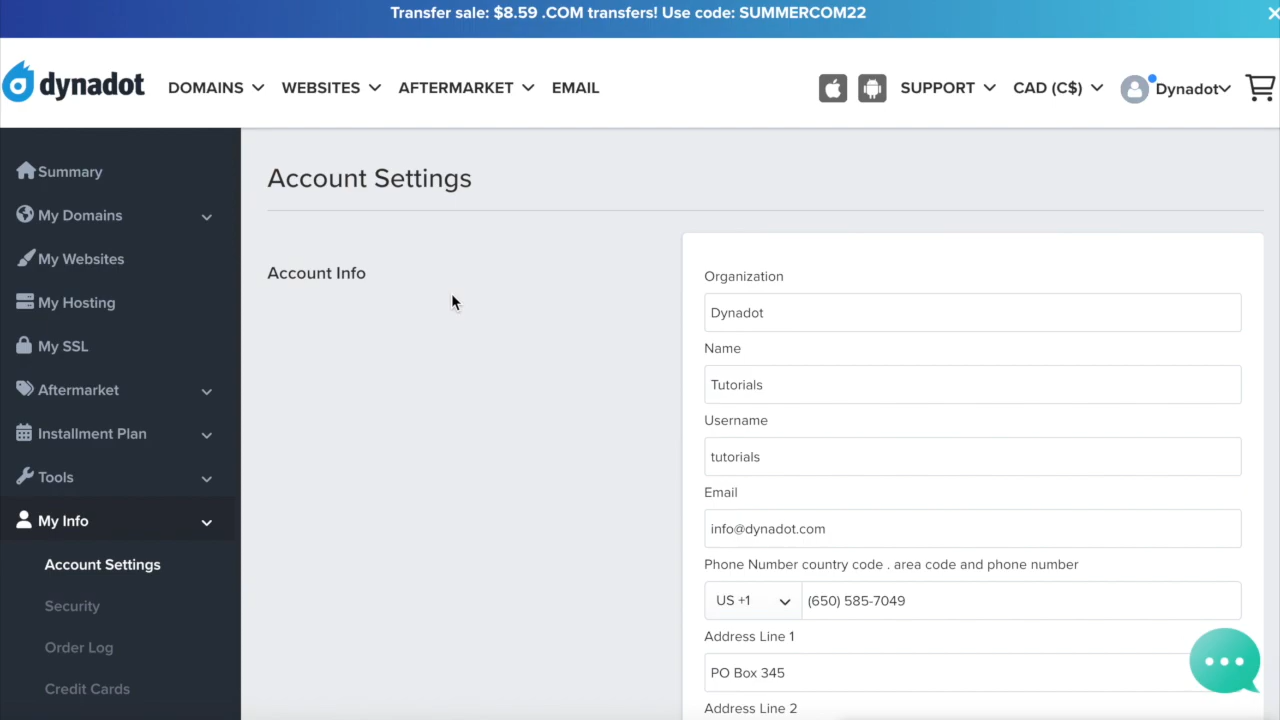 Transfer sale: $8.59 .COM transfers! Use code: SUMMERCOM22
dynadot DOMAINS WEBSITES AFTERMARKET EMAIL SUPPORT CAD (C$) Dynadot
Summary
My Domains
My Websites
My Hosting
My SSL
Aftermarket
Installment Plan
Tools
My Info
Account Settings
Security
Order Log
Credit Cards
Account Settings
Account Info
Organization
Dynadot
Name
Tutorials
Username
tutorials
Email
info@dynadot.com
Phone Number country code . area code and phone number
US +1 (650) 585-7049
Address Line 1
PO Box 345
Address Line 2